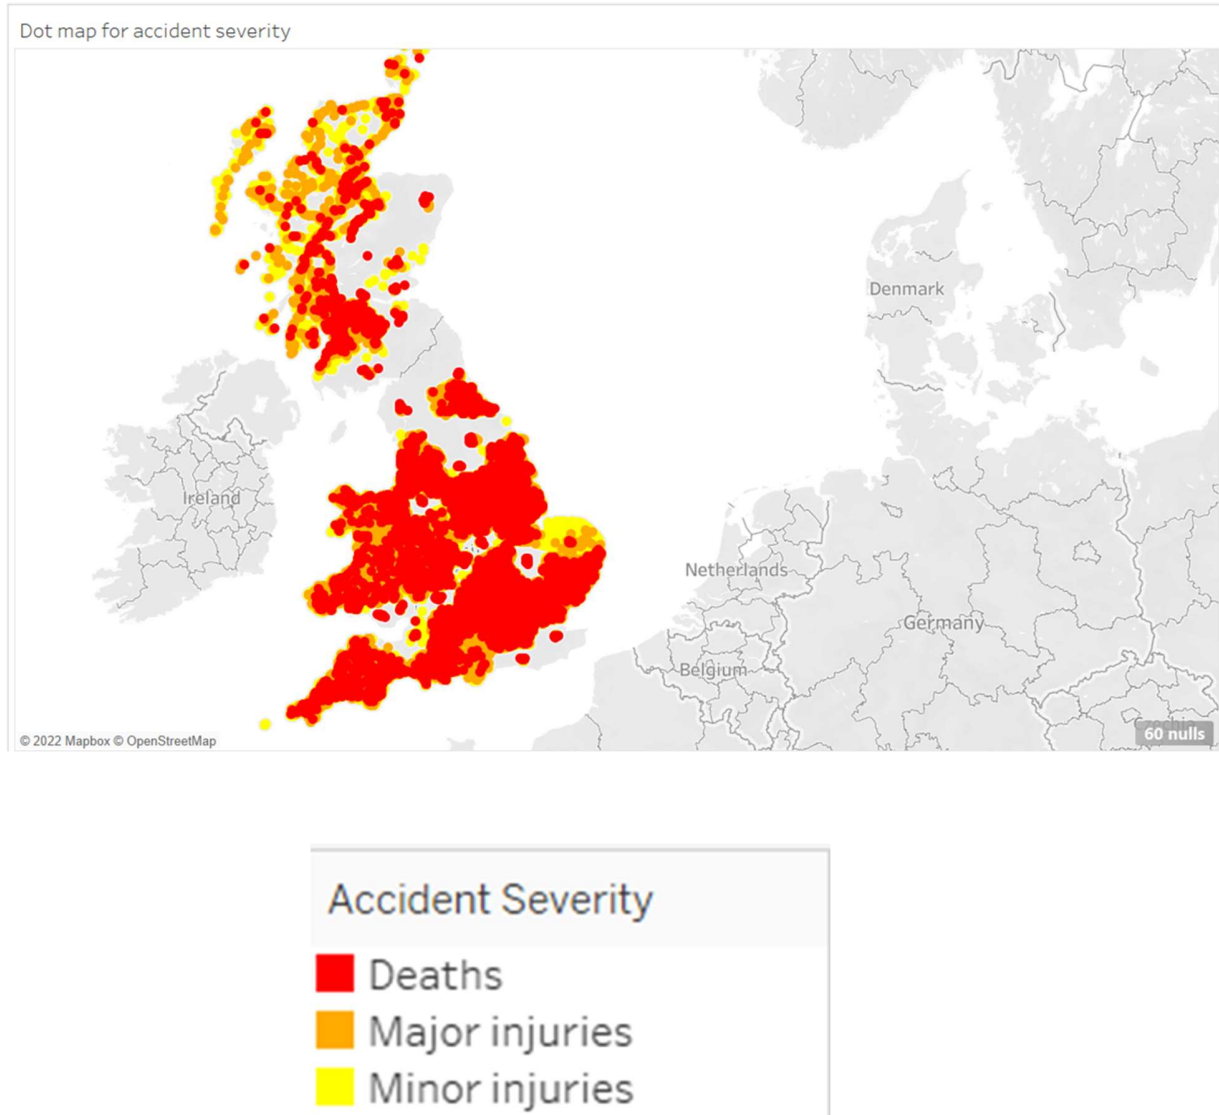 Dot map for accident severity
Denmark
Ireland
Netherlands
Germany
Belgium
60 nulls
© 2022 Mapbox © OpenStreetMap
Accident Severity
Deaths
Major injuries
Minor injuries